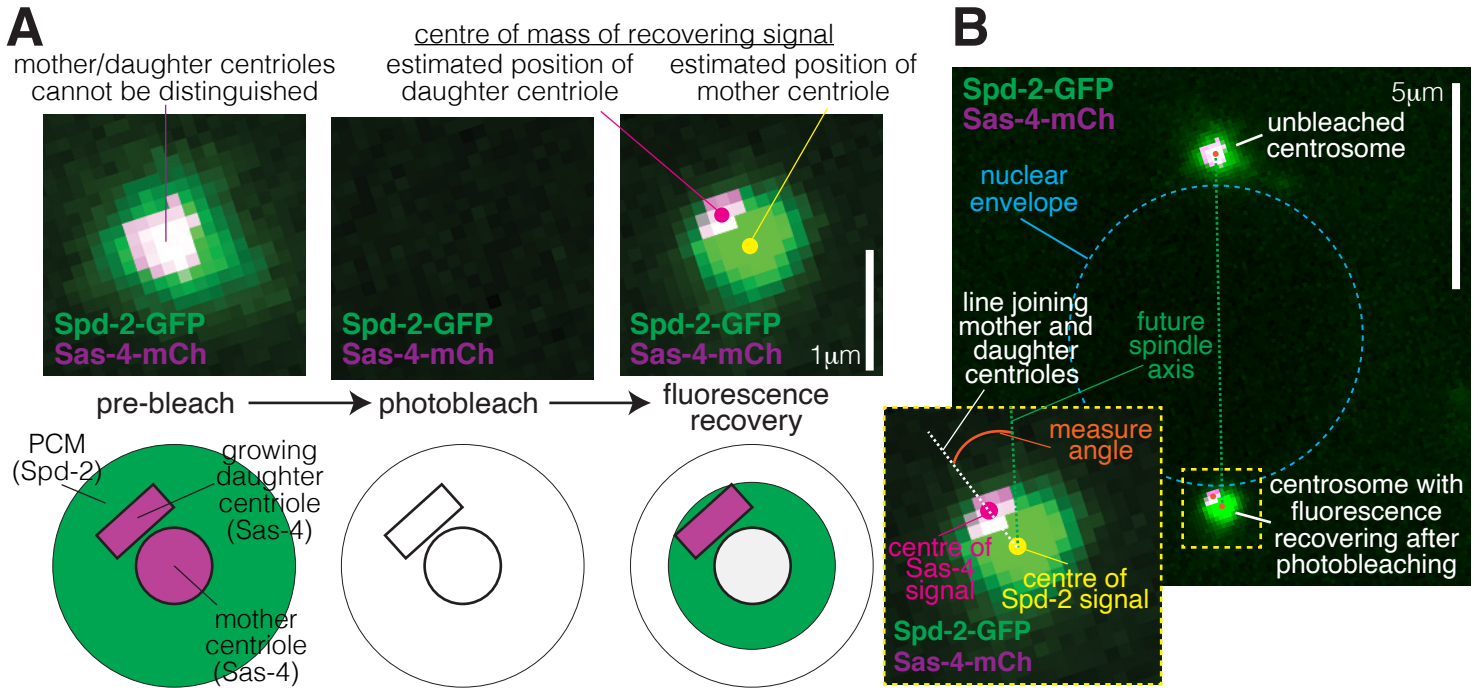 A
centre of mass of recovering signal
mother/daughter centrioles
cannot be distinguished
estimated position of
daughter centriole
estimated position of
mother centriole
Spd-2-GFP
Sas-4-mCh
Spd-2-GFP
Sas-4-mCh
Spd-2-GFP
Sas-4-mCh
1μm
pre-bleach
photobleach
fluorescence
recovery
PCM
(Spd-2)
growing
daughter
centriole
(Sas-4)
mother
centriole
(Sas-4)
B
Spd-2-GFP
Sas-4-mCh
5μm
unbleached
centrosome
nuclear
envelope
line joining
mother and
daughter
centrioles
future
spindle
axis
measure
angle
centre of
Sas-4
signal
centre of
Spd-2 signal
Spd-2-GFP
Sas-4-mCh
centrosome with
fluorescence
recovering after
photobleaching